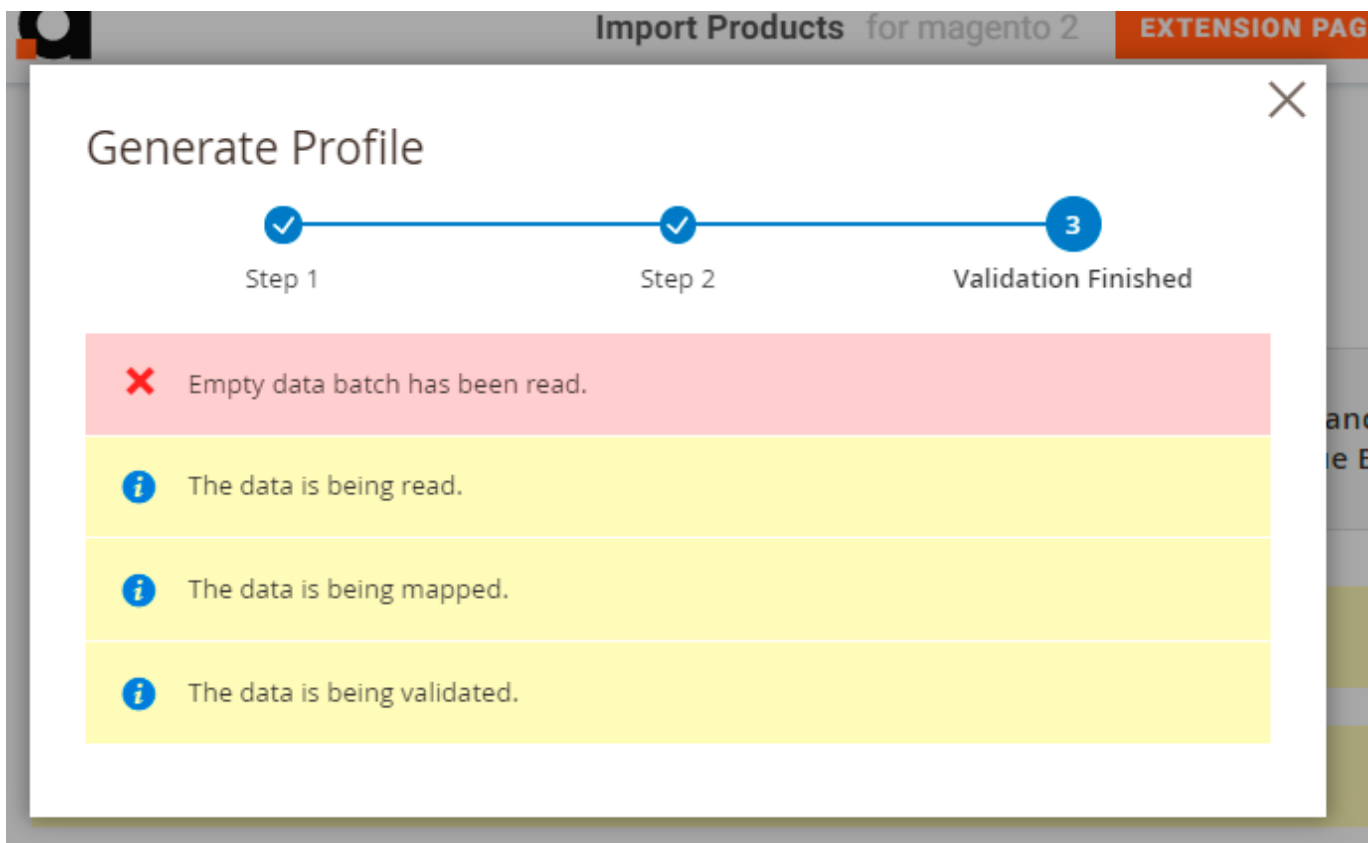 Import Products for magento 2 EXTENSION PAG
Generate Profile
3
Step 1 Step 2 Validation Finished
Empty data batch has been read.
The data is being read.
The data is being mapped.
The data is being validated.